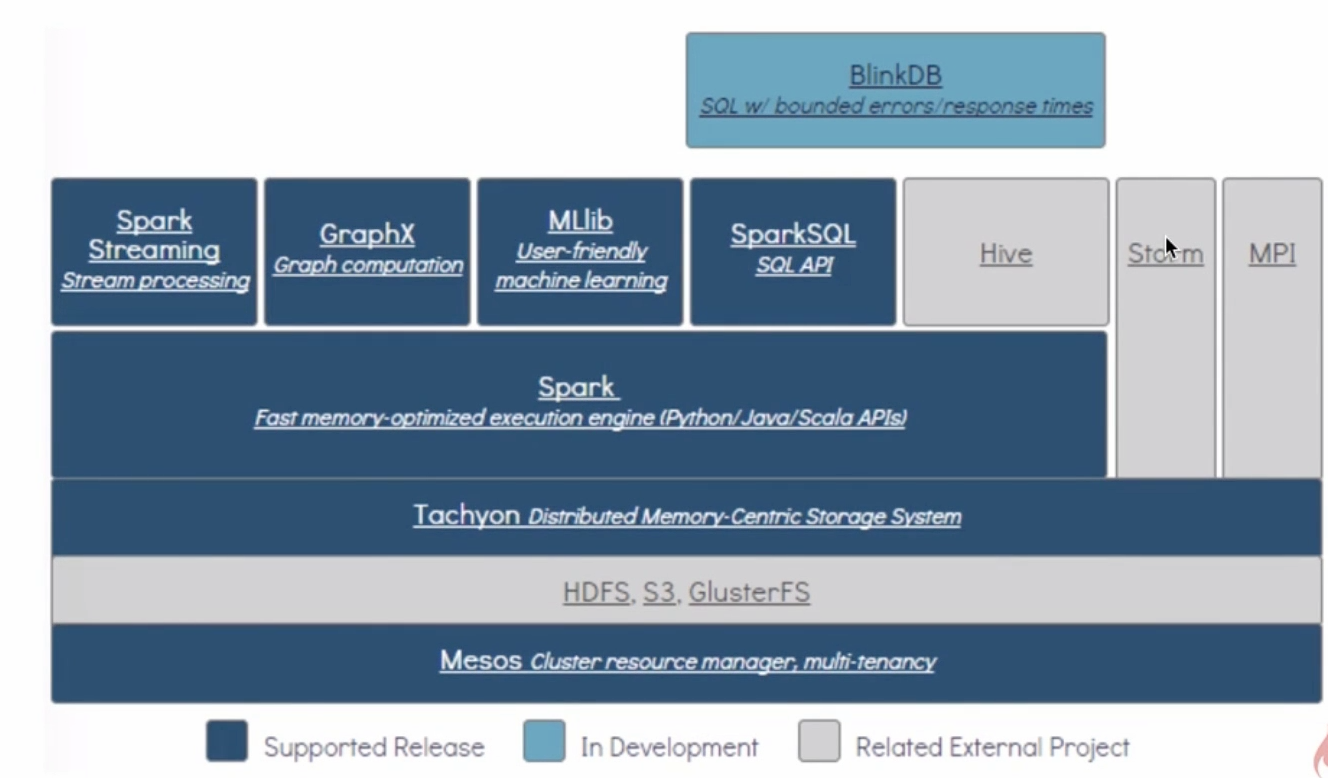 BlinkDB
SQL w/ bounded errors/response times
Spark
Streaming
Stream processing
GraphX
Graph computation
MLlib
User-friendly
machine learning
SparkSQL
SQL API
Hive
Storm
MPI
Spark
Fast memory-optimized execution engine (Python/Java/Scala APIs)
Tachyon Distributed Memory-Centric Storage System
HDFS, S3, GlusterFS
Mesos Cluster resource manager, multi-tenancy
Supported Release
In Development
Related External Project